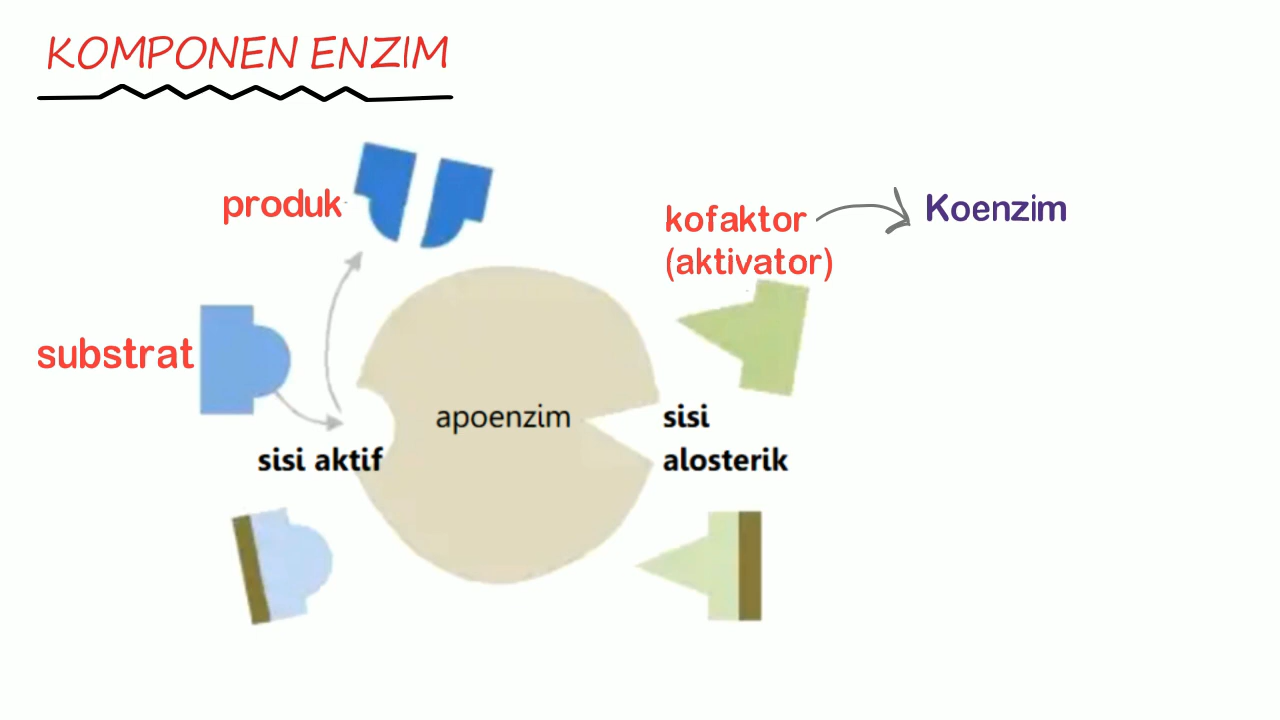 KOMPONEN ENZIM
produk
kofaktor
(aktivator)
Koenzim
substrat
apoenzim
sisi aktif
sisi
alosterik